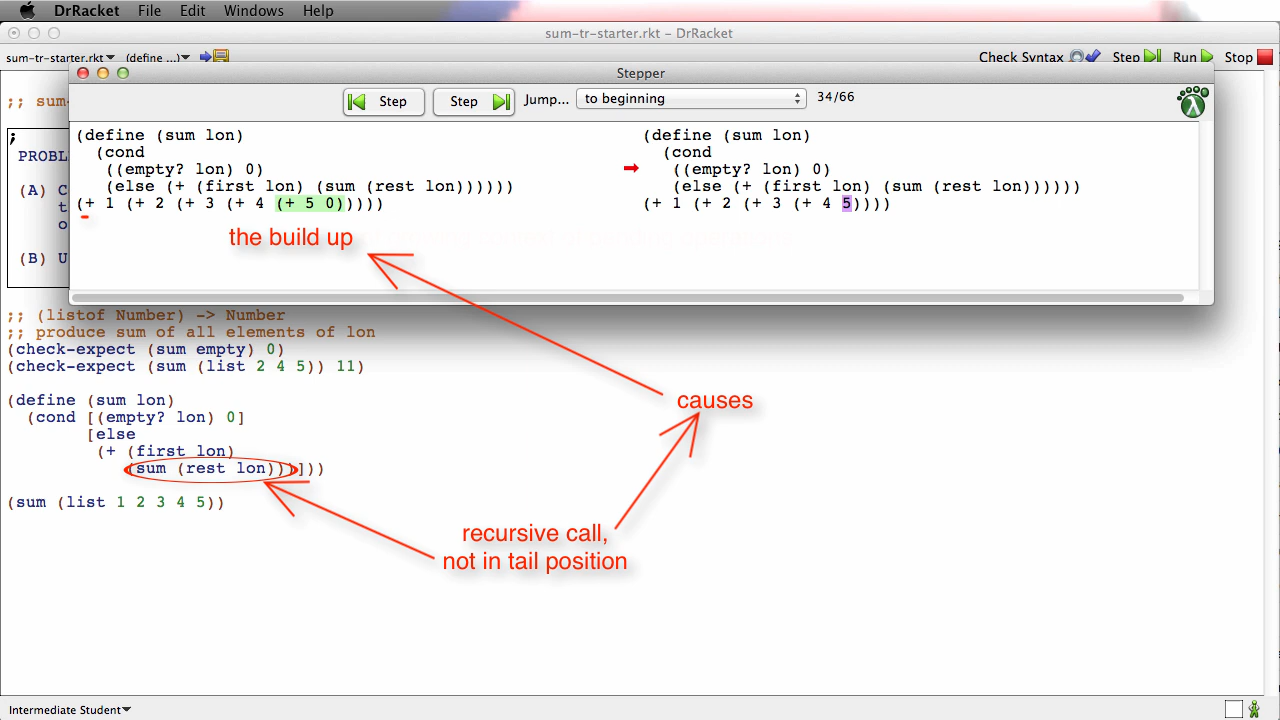 DrRacket File Edit Windows Help
sum-tr-starter.rkt – DrRacket
sum-tr-starter.rkt▾ (define ...)▾ Check Syntax Step Run Stop
Stepper
Step Step Jump... to beginning 34/66
(define (sum lon)
(cond
((empty? lon) 0)
(else (+ (first lon) (sum (rest lon))))))
(+ 1 (+ 2 (+ 3 (+ 4 (+ 5 0)))))
(define (sum lon)
(cond
((empty? lon) 0)
(else (+ (first lon) (sum (rest lon))))))
(+ 1 (+ 2 (+ 3 (+ 4 5))))
;; sum-
;
PROBL
(A) C
t
o
(B) U
the build up
;; (listof Number) -> Number
;; produce sum of all elements of lon
(check-expect (sum empty) 0)
(check-expect (sum (list 2 4 5)) 11)
(define (sum lon)
(cond [(empty? lon) 0]
[else
(+ (first lon)
(sum (rest lon)))]))
(sum (list 1 2 3 4 5))
causes
recursive call,
not in tail position
Intermediate Student▾